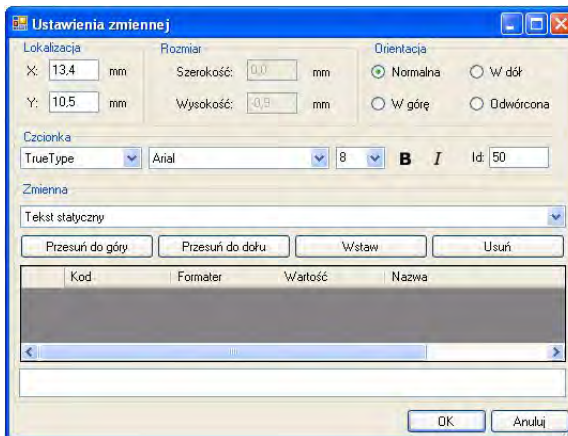 Ustawienia zmiennej
Lokalizacja Rozmiar Orientacja
X: 13,4 mm Szerokość: 0,0 mm Normalna W dół
Y: 10,5 mm Wysokość: -0,9 mm W górę Odwórcona
Czcionka
TrueType Arial 8 B I Id: 50
Zmienna
Tekst statyczny
Przesuń do góry Przesuń do dołu Wstaw Usuń
Kod Formater Wartość Nazwa
OK Anuluj